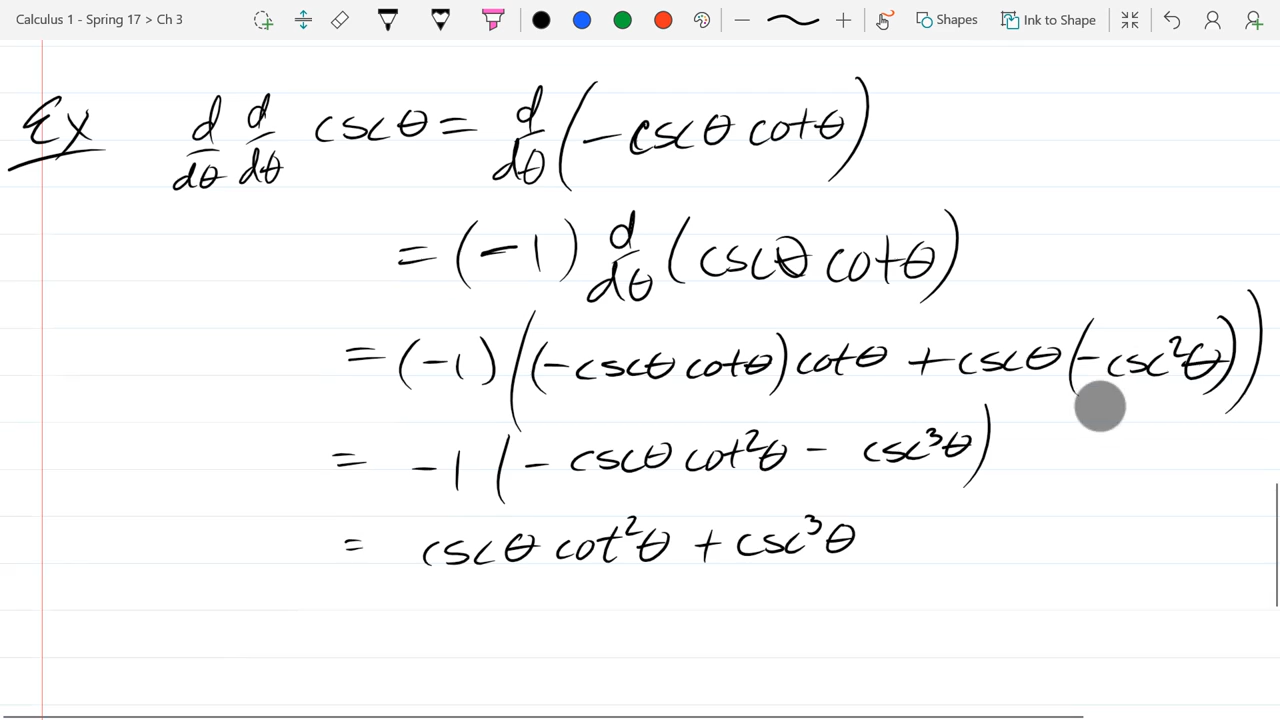 Calculus 1 - Spring 17 > Ch 3 Shapes Ink to Shape
Ex d/dθ d/dθ cscθ = d/dθ (-cscθ cotθ)
= (-1) d/dθ (cscθ cotθ)
= (-1)((-cscθ cotθ)cotθ + cscθ(-csc²θ))
= -1(- cscθ cot²θ - csc³θ)
= cscθ cot²θ + csc³θ